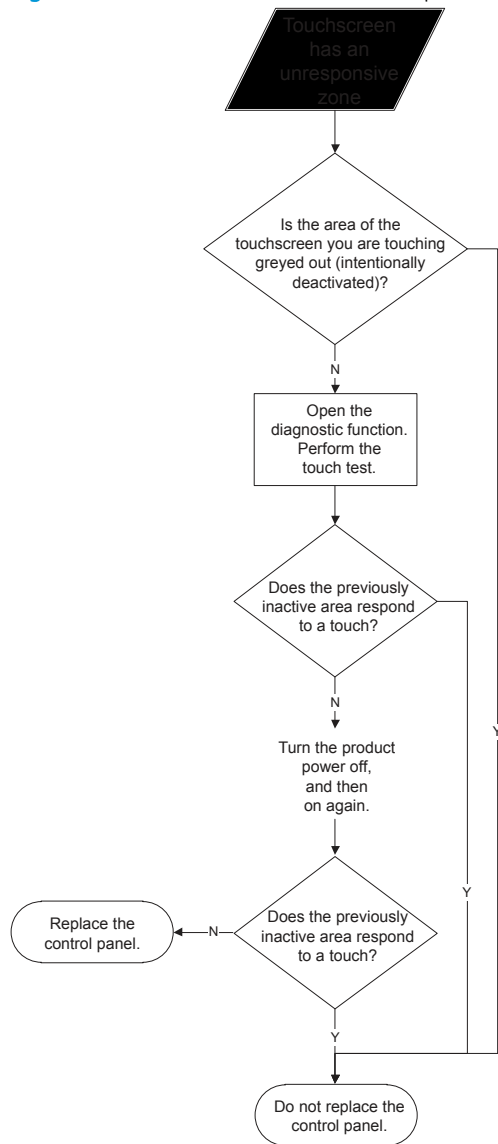 Touchscreen
has an
unresponsive
zone
Is the area of the
touchscreen you are touching
greyed out (intentionally
deactivated)?
N
Open the
diagnostic function.
Perform the
touch test.
Does the previously
inactive area respond
to a touch?
N
Y
Turn the product
power off,
and then
on again.
Y
Replace the
control panel.
N
Does the previously
inactive area respond
to a touch?
Y
Do not replace the
control panel.